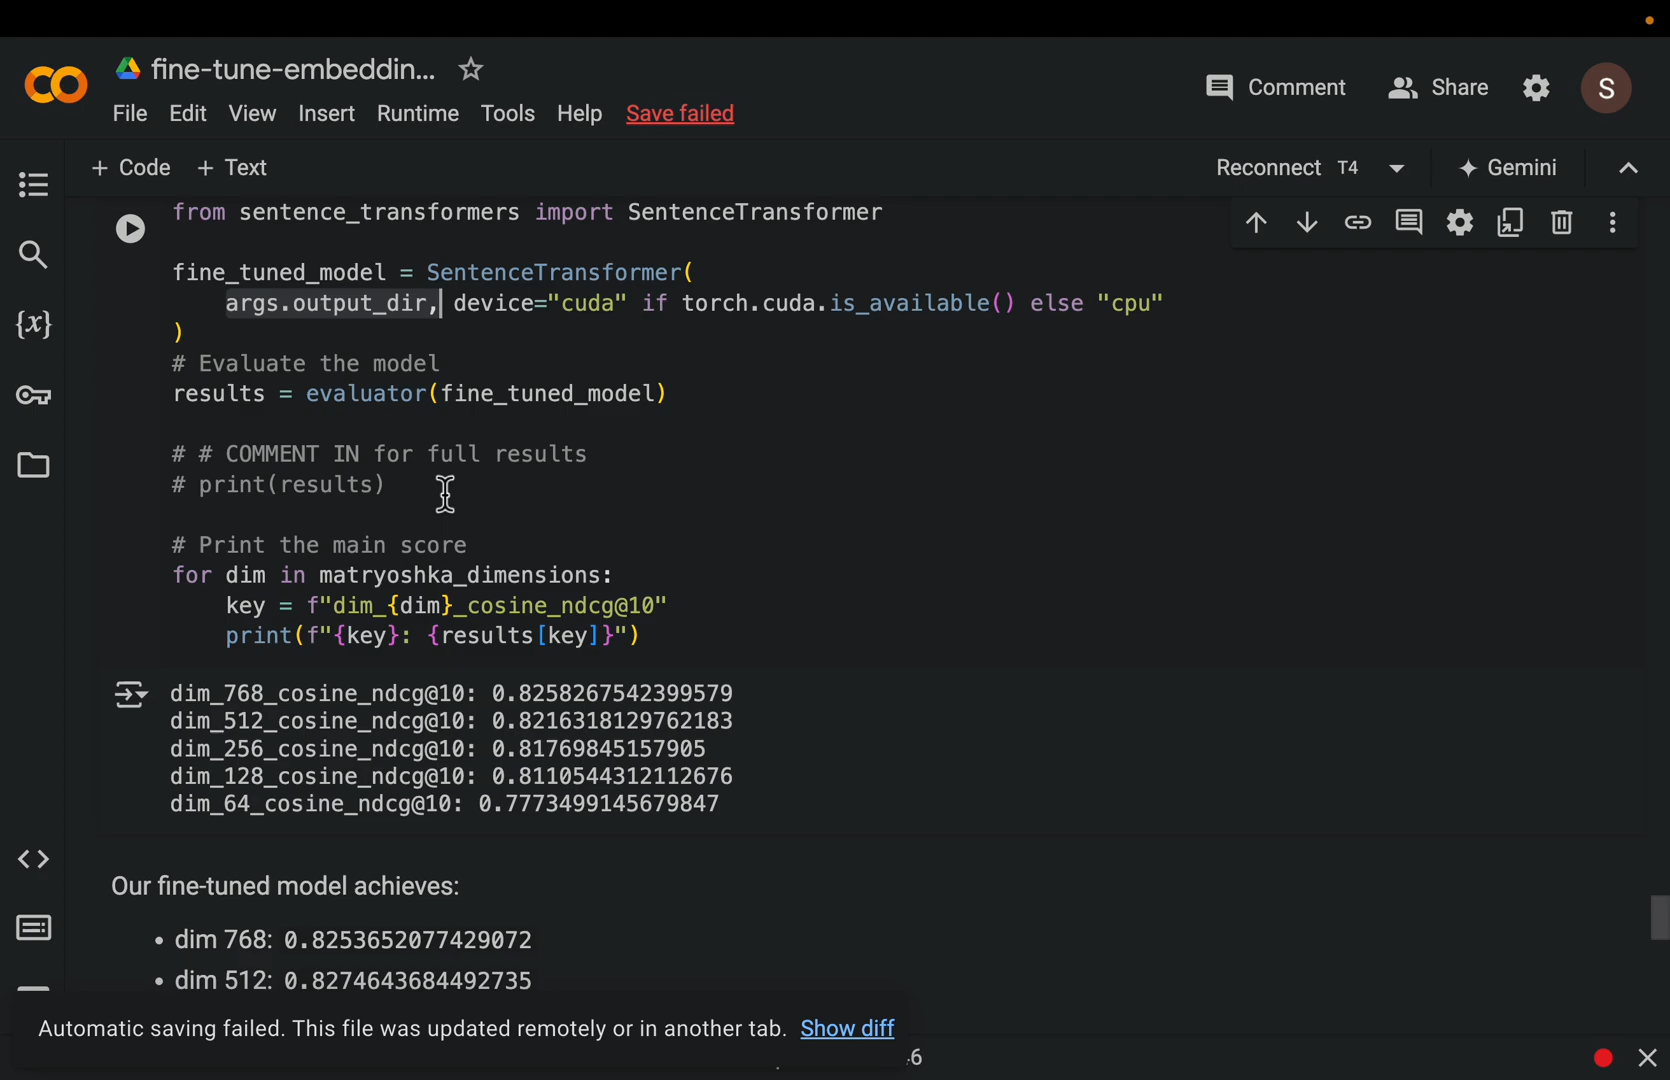 fine-tune-embeddin...
File Edit View Insert Runtime Tools Help Save failed
Comment Share S
+ Code + Text
Reconnect T4 Gemini
from sentence_transformers import SentenceTransformer
fine_tuned_model = SentenceTransformer(
    args.output_dir, device="cuda" if torch.cuda.is_available() else "cpu"
)
# Evaluate the model
results = evaluator(fine_tuned_model)
# # COMMENT IN for full results
# print(results)
# Print the main score
for dim in matryoshka_dimensions:
    key = f"dim_{dim}_cosine_ndcg@10"
    print(f"{key}: {results[key]}")
dim_768_cosine_ndcg@10: 0.8258267542399579
dim_512_cosine_ndcg@10: 0.8216318129762183
dim_256_cosine_ndcg@10: 0.81769845157905
dim_128_cosine_ndcg@10: 0.8110544312112676
dim_64_cosine_ndcg@10: 0.7773499145679847
Our fine-tuned model achieves:
• dim 768: 0.8253652077429072
• dim 512: 0.8274643684492735
Automatic saving failed. This file was updated remotely or in another tab. Show diff